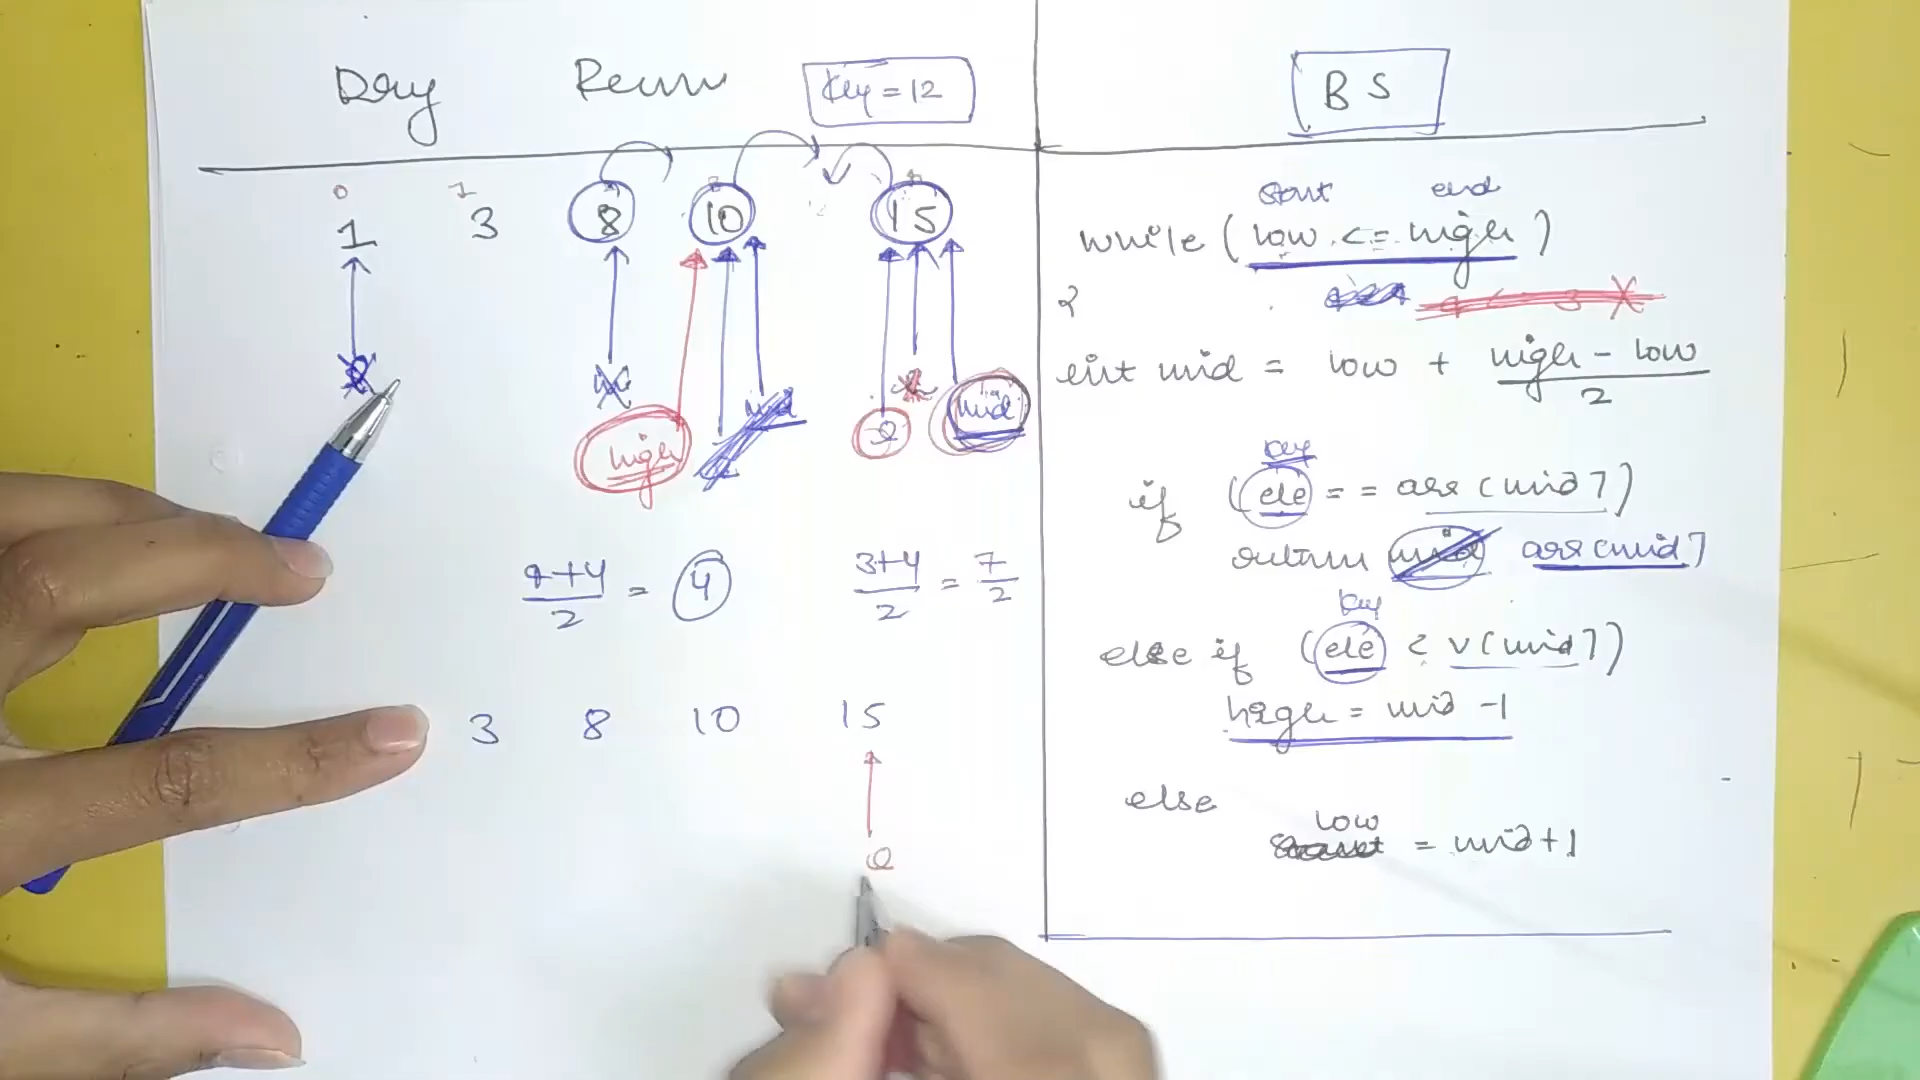 Dry Runn
Key = 12
0 1
1 3 8 10 15
high mid l mid
4+4/2 = 4
3+4/2 = 7/2
3 8 10 15
l
BS
start end
while (low <= high)
{
int mid = low + high - low / 2
key
if (ele == arr[mid])
return mid arr[mid]
key
else if (ele < v[mid])
high = mid - 1
else
low
= mid + 1